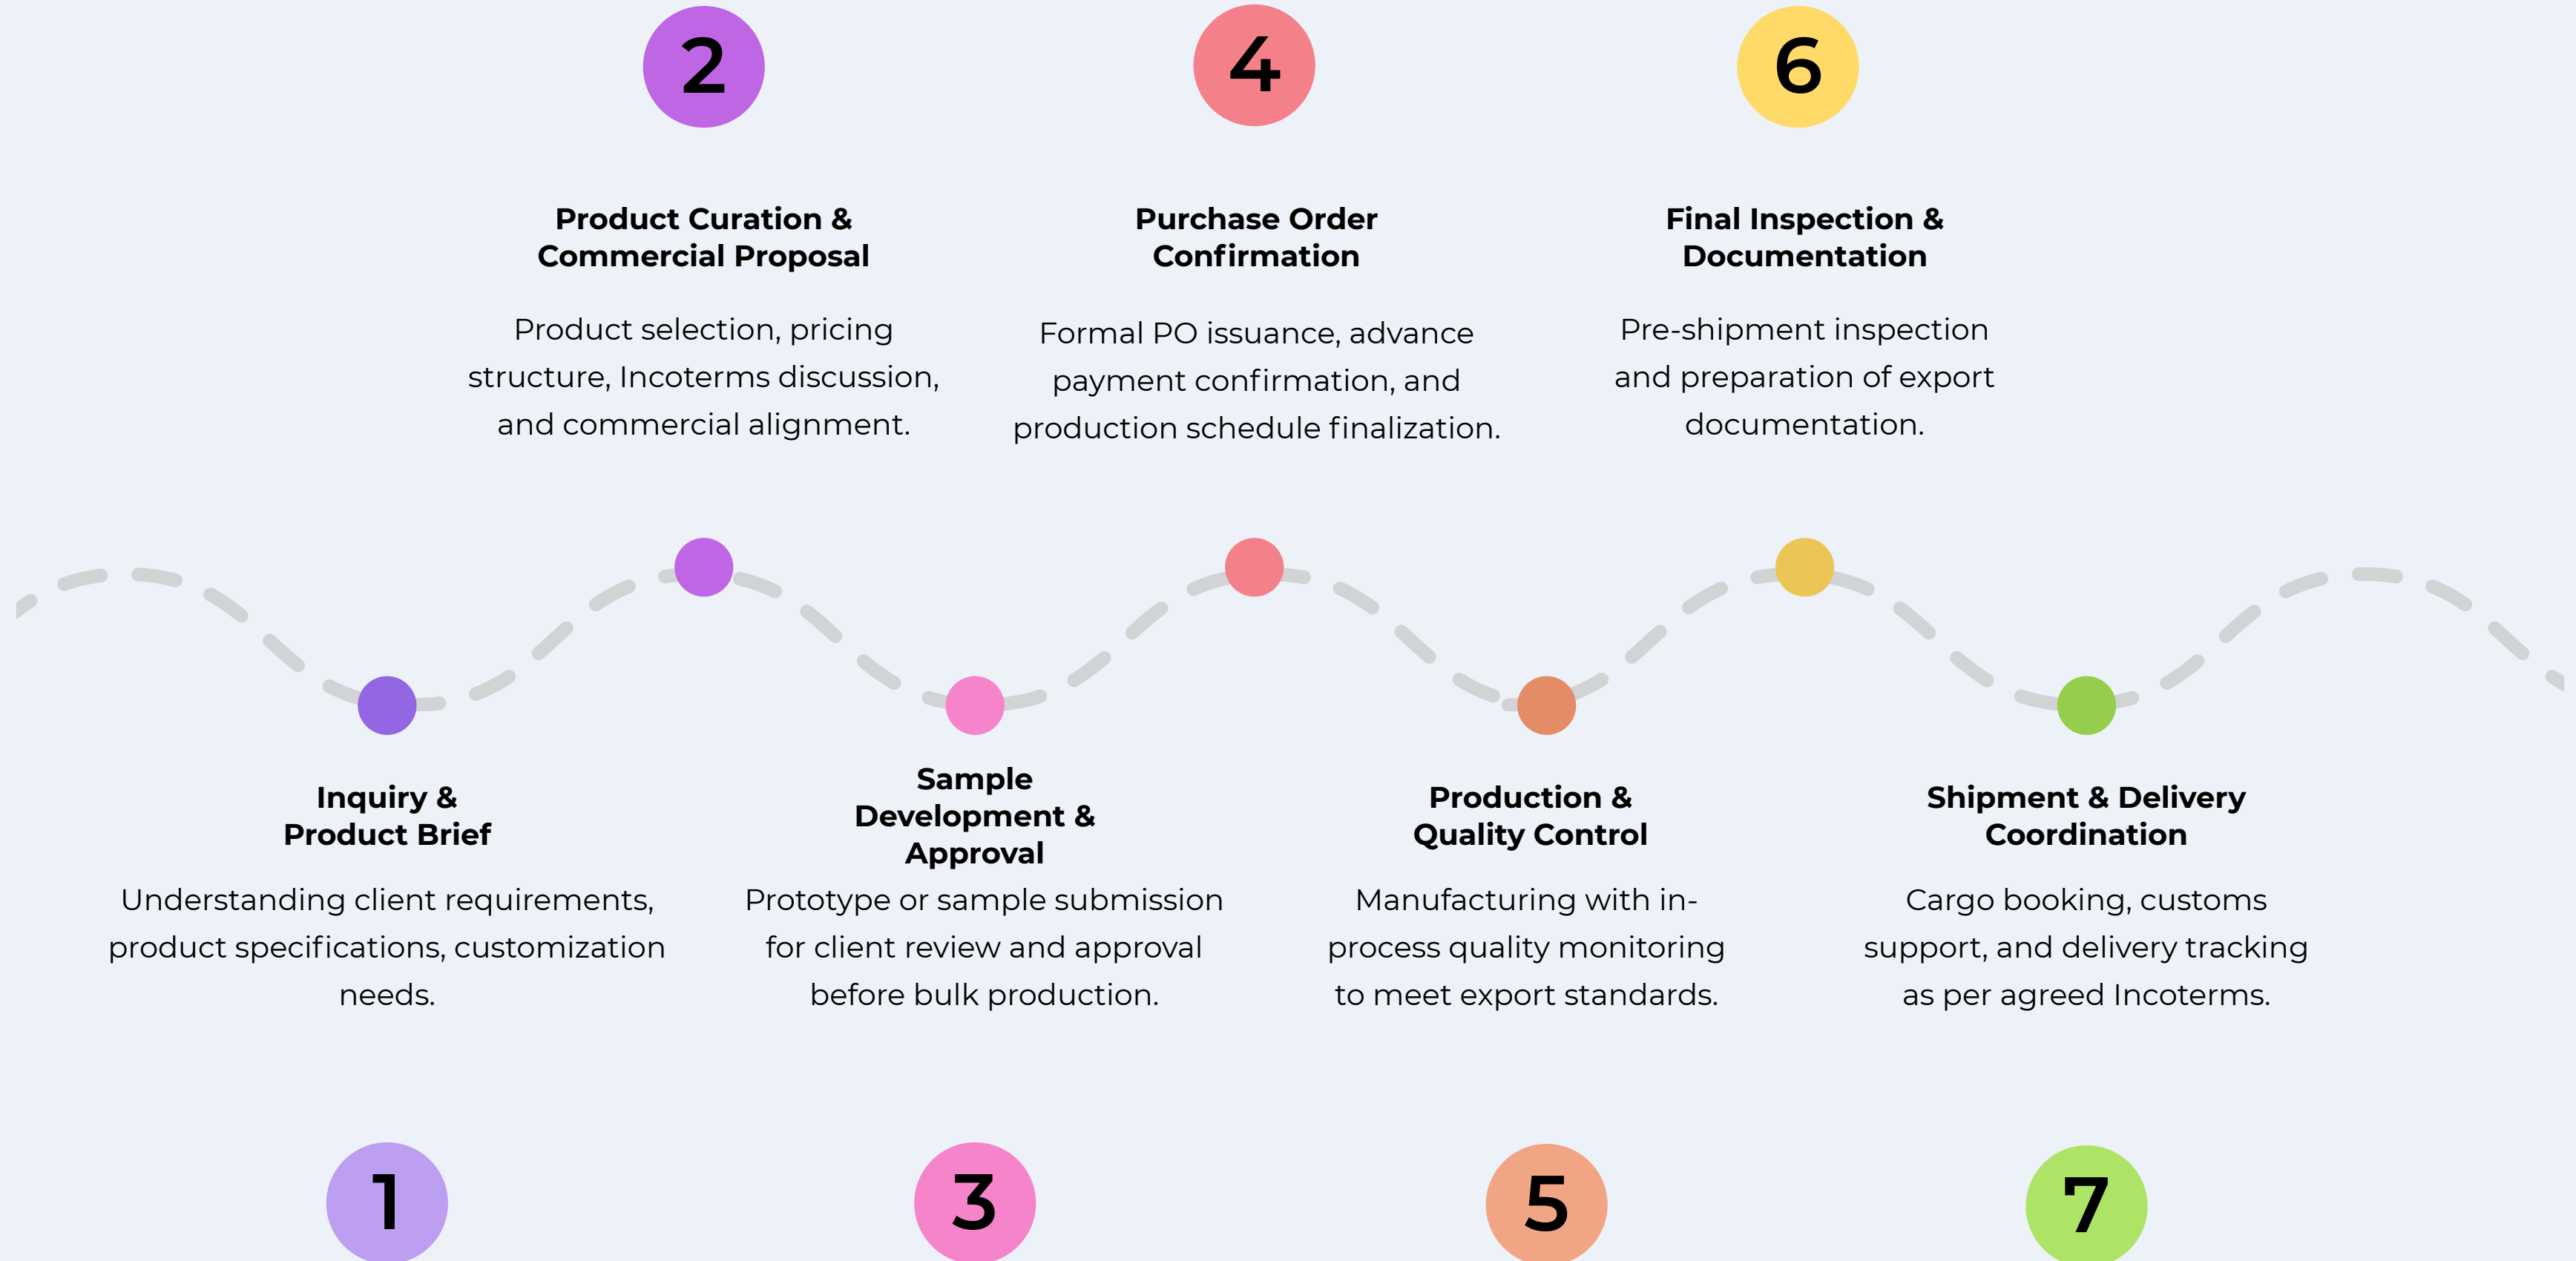 2
4
6
Product Curation &
Commercial Proposal
Product selection, pricing
structure, Incoterms discussion,
and commercial alignment.
Purchase Order
Confirmation
Formal PO issuance, advance
payment confirmation, and
production schedule finalization.
Final Inspection &
Documentation
Pre-shipment inspection
and preparation of export
documentation.
Inquiry &
Product Brief
Understanding client requirements,
product specifications, customization
needs.
Sample
Development &
Approval
Prototype or sample submission
for client review and approval
before bulk production.
Production &
Quality Control
Manufacturing with in-
process quality monitoring
to meet export standards.
Shipment & Delivery
Coordination
Cargo booking, customs
support, and delivery tracking
as per agreed Incoterms.
1
3
5
7